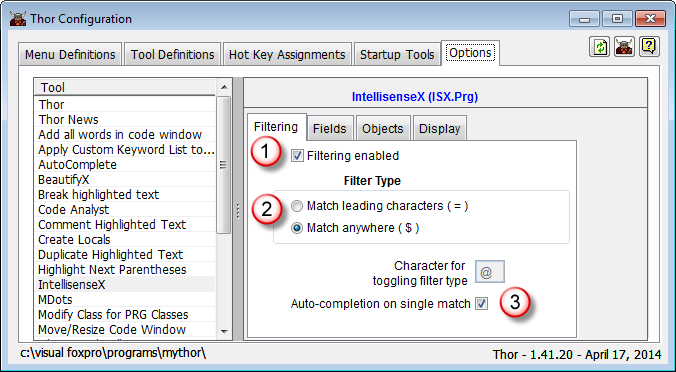 Thor Configuration
Menu Definitions Tool Definitions Hot Key Assignments Startup Tools Options
Tool
Thor
Thor News
Add all words in code window
Apply Custom Keyword List to...
AutoComplete
BeautifyX
Break highlighted text
Code Analyst
Comment Highlighted Text
Create Locals
Duplicate Highlighted Text
Highlight Next Parentheses
IntellisenseX
MDots
Modify Class for PRG Classes
Move/Resize Code Window
IntellisenseX (ISX.Prg)
Filtering Fields Objects Display
1 Filtering enabled
Filter Type
2 Match leading characters ( = )
Match anywhere ( $ )
Character for
toggling filter type @
Auto-completion on single match 3
c:\visual foxpro\programs\mythor\
Thor - 1.41.20 - April 17, 2014